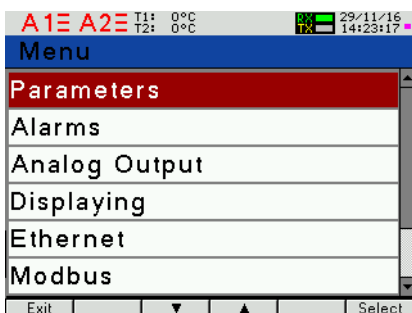 A1Ξ A2Ξ T1: 0°C RX 29/11/16
T2: 0°C TX 14:23:17
Menu
Parameters
Alarms
Analog Output
Displaying
Ethernet
Modbus
Exit ▼ ▲ Select